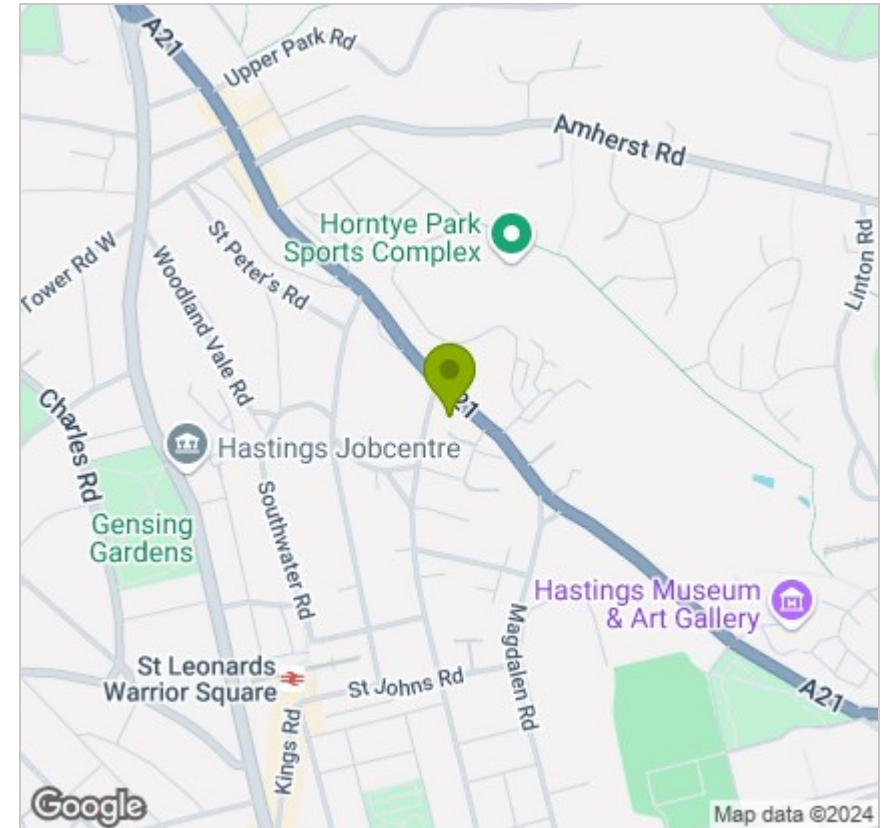 A21
Upper Park Rd
Amherst Rd
Horntye Park
Sports Complex
Linton Rd
St Peter's Rd
Tower Rd W
Woodland Vale Rd
A21
Charles Rd
Hastings Jobcentre
Gensing
Gardens
Southwater Rd
Hastings Museum
& Art Gallery
Magdalen Rd
St Leonards
Warrior Square
St Johns Rd
A21
Kings Rd
Google
Map data ©2024